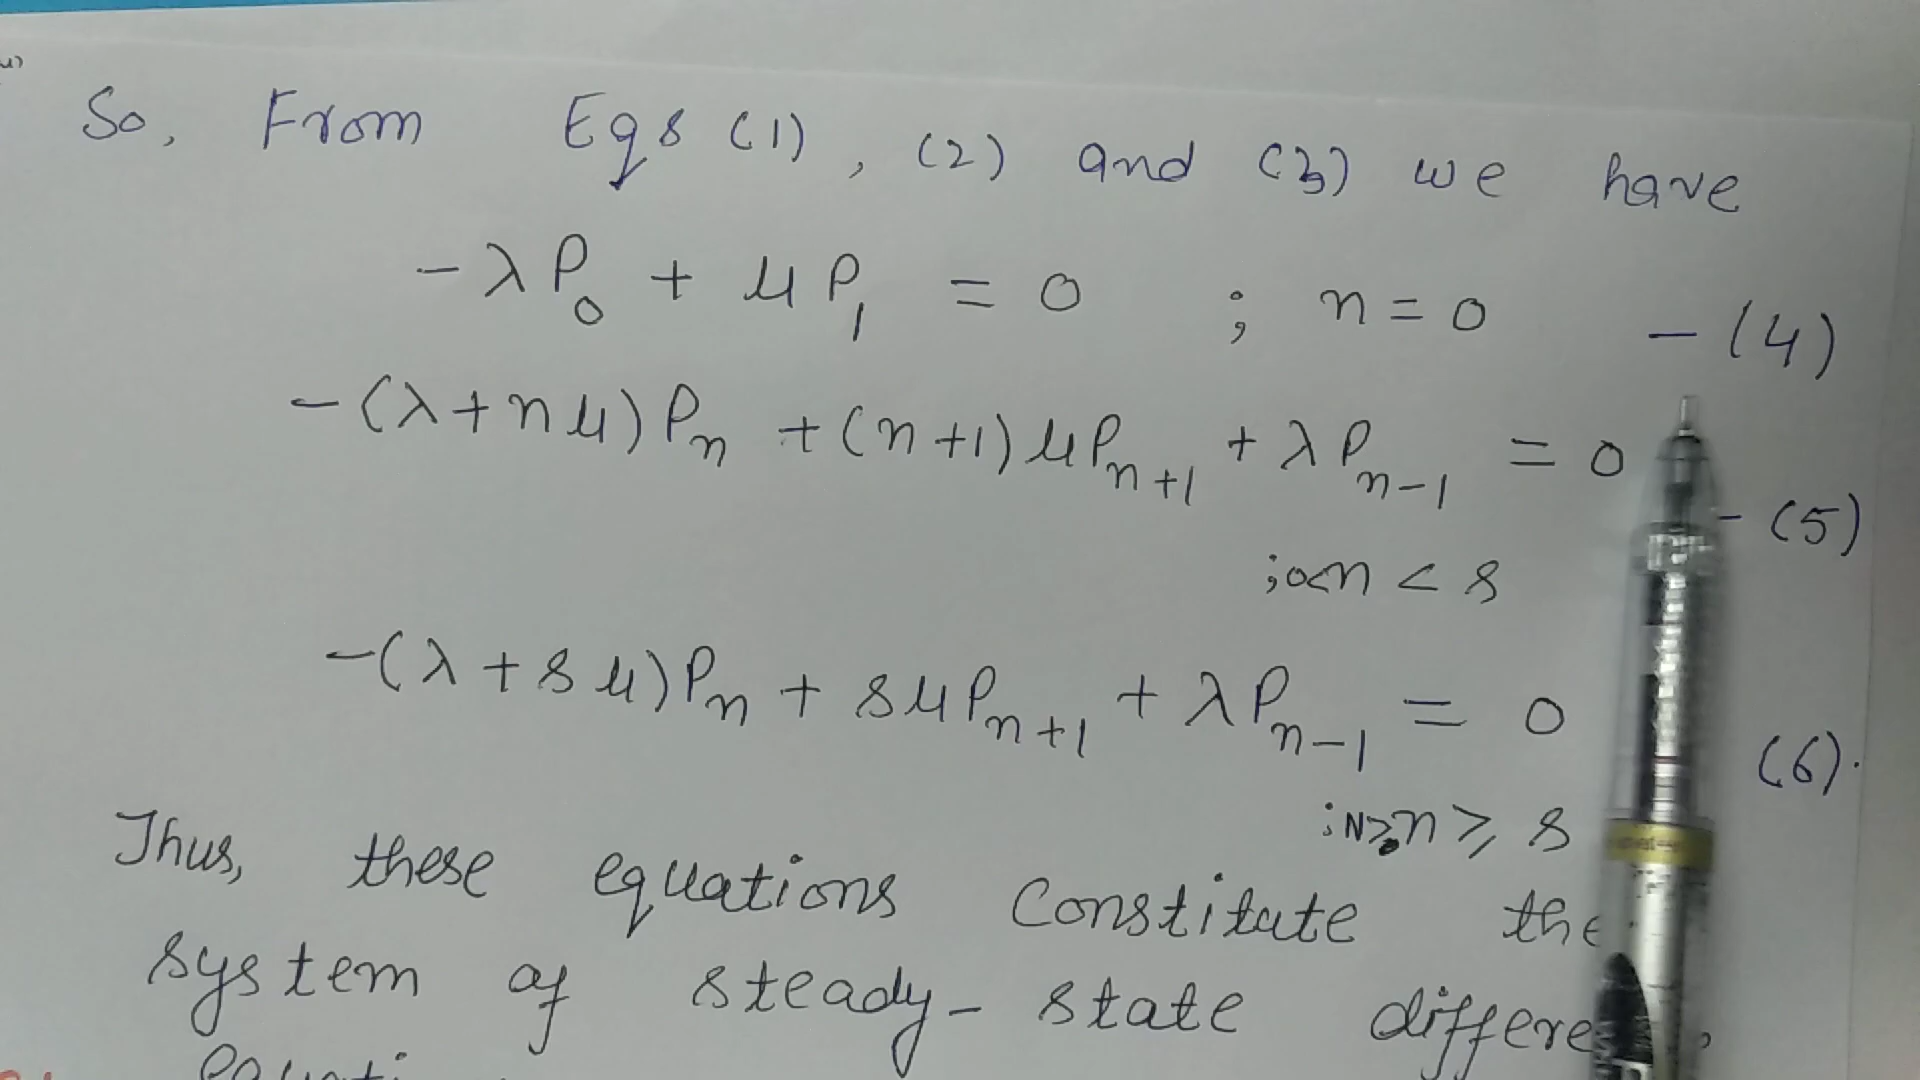 So, From Eqs (1), (2) and (3) we have
-λP₀ + μP₁ = 0 ; n = 0 - (4)
-(λ+nμ)Pₙ + (n+1)μPₙ₊₁ + λPₙ₋₁ = 0
- (5)
; 0<n < s
-(λ+sμ)Pₙ + sμPₙ₊₁ + λPₙ₋₁ = 0
(6).
; N≥n ≥ s
Thus, these equations constitute the
system of steady-state